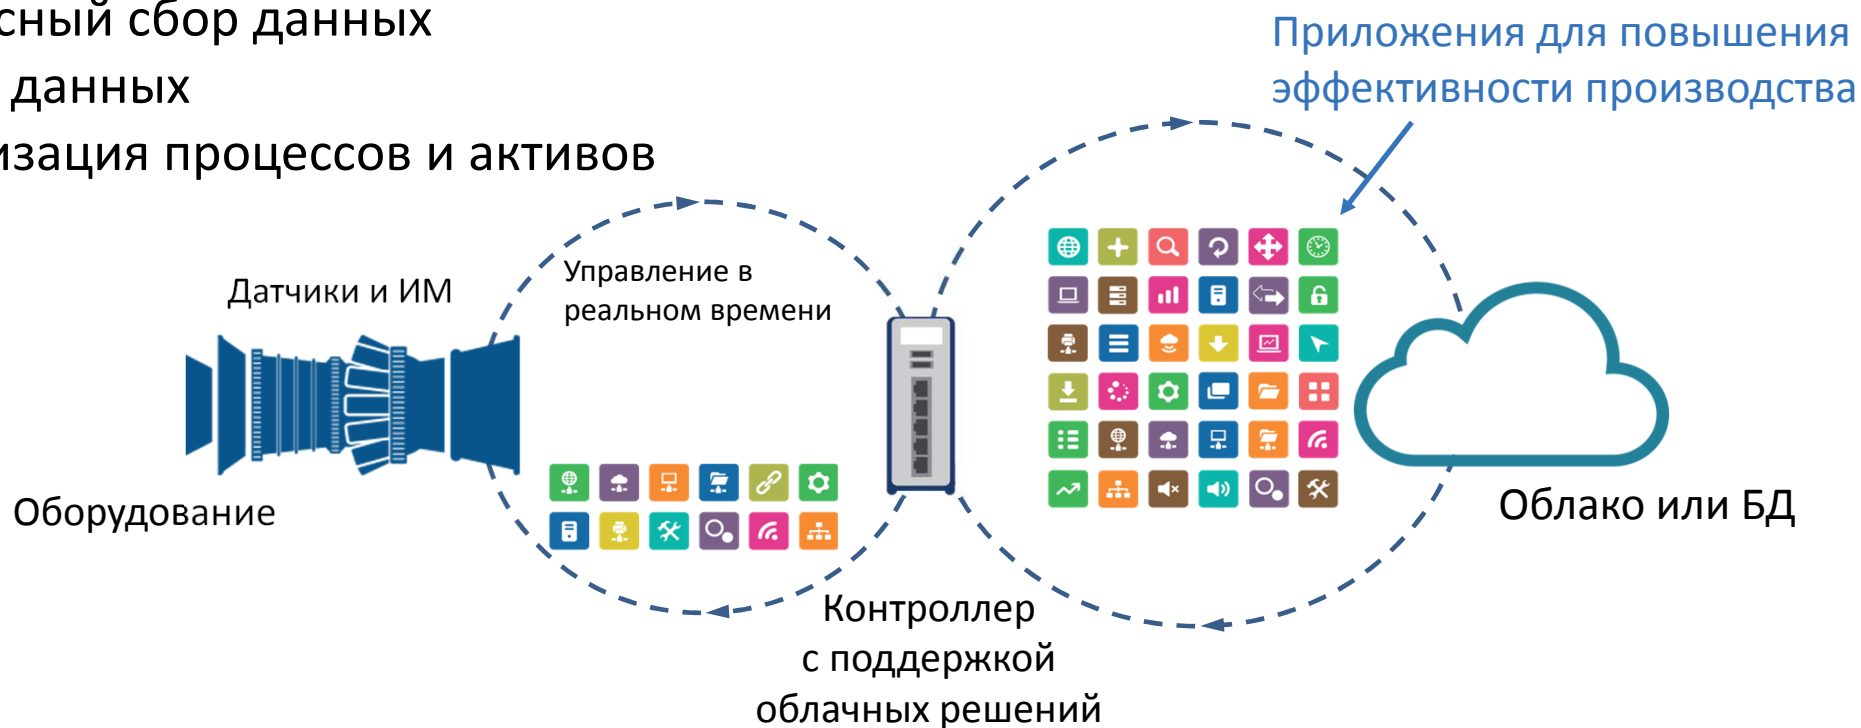 сный сбор данных
данных
изация процессов и активов
Приложения для повышения
эффективности производства
Датчики и ИМ
Управление в
реальном времени
Оборудование
Облако или БД
Контроллер
с поддержкой
облачных решений